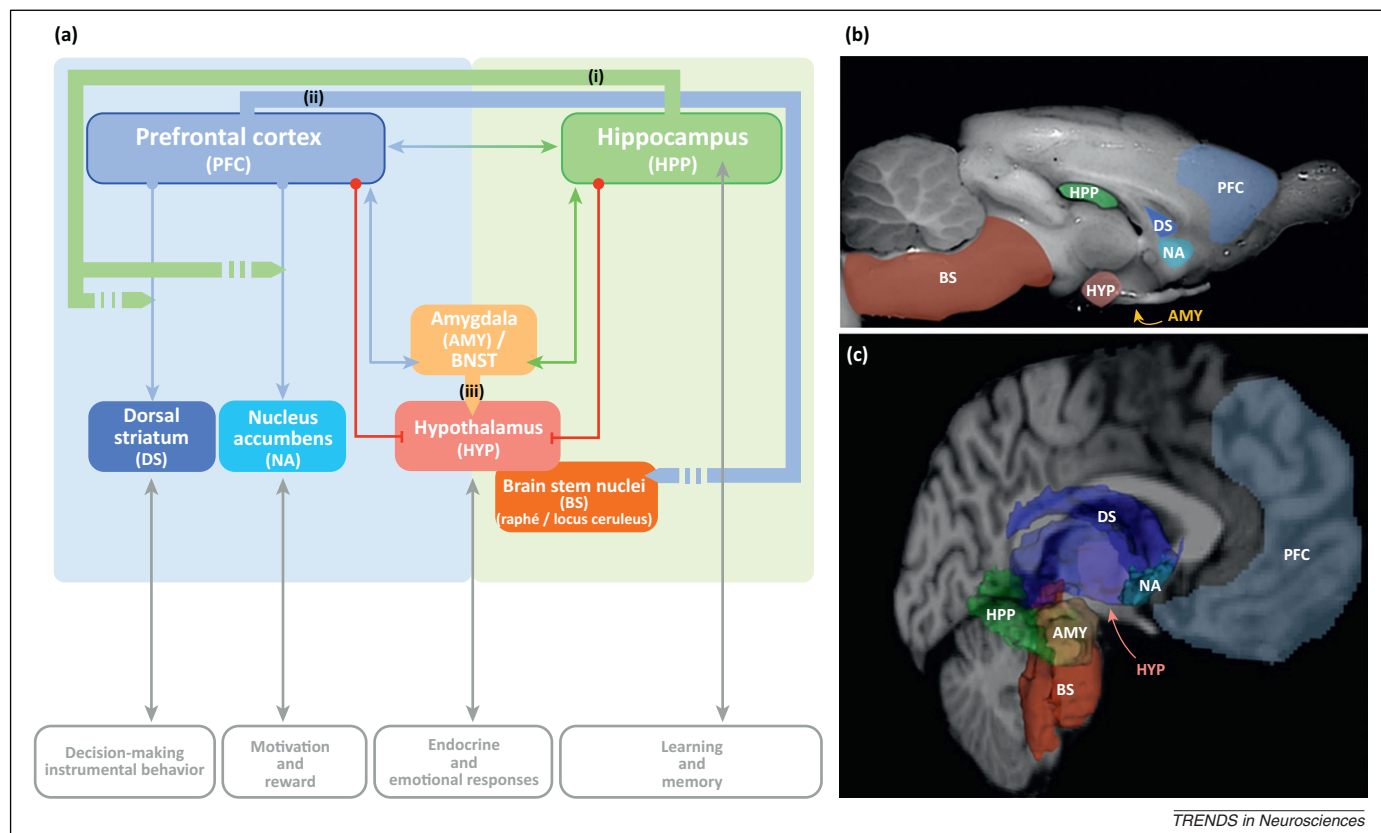 (a)
(i)
(ii)
Prefrontal cortex
(PFC)
Hippocampus
(HPP)
Amygdala
(AMY) /
BNST
(iii)
Dorsal
striatum
(DS)
Nucleus
accumbens
(NA)
Hypothalamus
(HYP)
Brain stem nuclei
(BS)
(raphé / locus ceruleus)
Decision-making
instrumental behavior
Motivation
and
reward
Endocrine
and
emotional responses
Learning
and
memory
(b)
PFC
HPP
DS
NA
BS
HYP
AMY
(c)
DS
PFC
NA
HPP
AMY
HYP
BS
TRENDS in Neurosciences